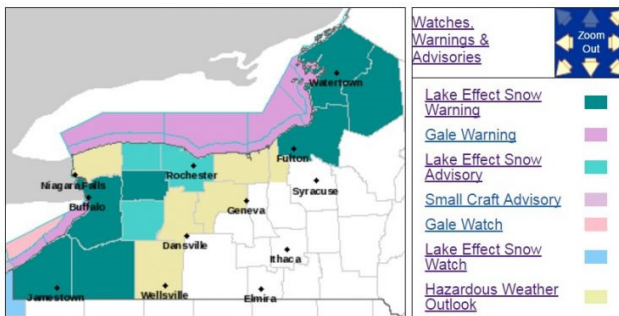 Watches,
Warnings &
Advisories
Zoom
Out
Watertown
Lake Effect Snow
Warning
Gale Warning
Fulton
Rochester
Niagara Falls
Lake Effect Snow
Advisory
Syracuse
Buffalo
Geneva
Small Craft Advisory
Gale Watch
Dansville
Ithaca
Lake Effect Snow
Watch
Jamestown
Wellsville
Elmira
Hazardous Weather
Outlook